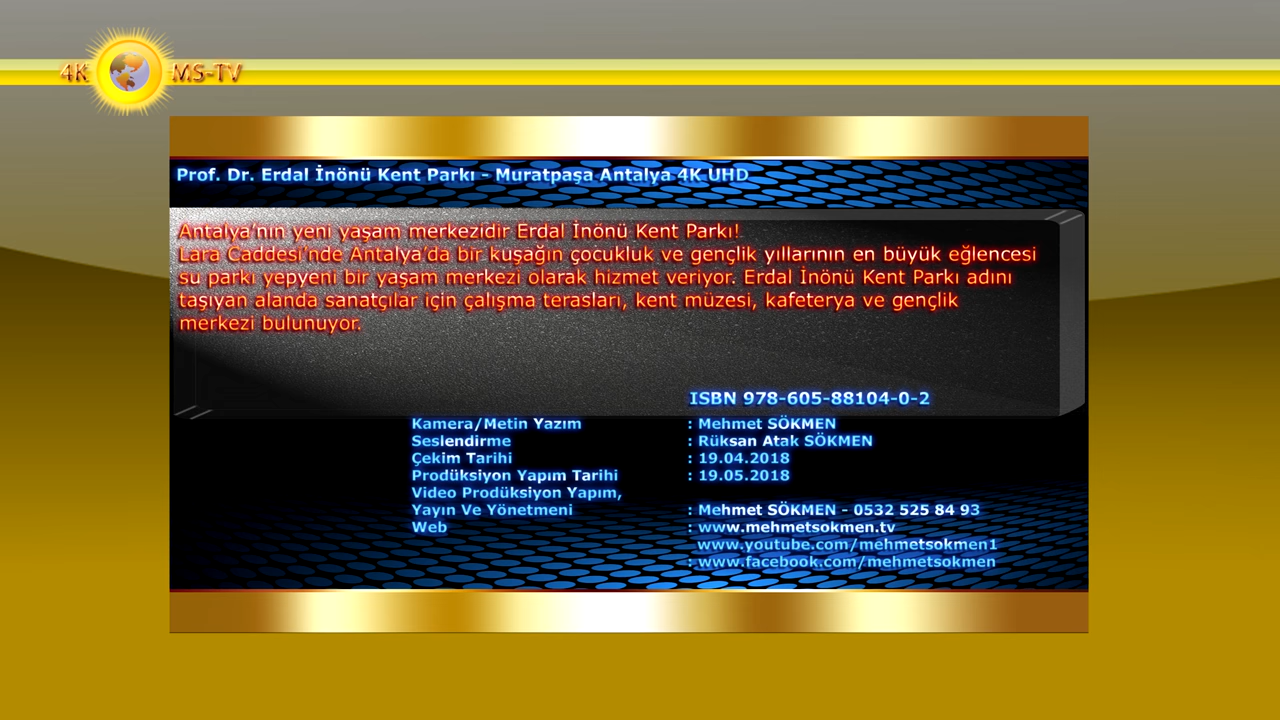 4K MS-TV
Prof. Dr. Erdal İnönü Kent Parkı - Muratpaşa Antalya 4K UHD
Antalya'nın yeni yaşam merkezidir Erdal İnönü Kent Parkı!
Lara Caddesi'nde Antalya'da bir kuşağın çocukluk ve gençlik yıllarının en büyük eğlencesi
su parkı yepyeni bir yaşam merkezi olarak hizmet veriyor. Erdal İnönü Kent Parkı adını
taşıyan alanda sanatçılar için çalışma terasları, kent müzesi, kafeterya ve gençlik
merkezi bulunuyor.
ISBN 978-605-88104-0-2
Kamera/Metin Yazım : Mehmet SÖKMEN
Seslendirme : Rüksan Atak SÖKMEN
Çekim Tarihi : 19.04.2018
Prodüksiyon Yapım Tarihi : 19.05.2018
Video Prodüksiyon Yapım,
Yayın Ve Yönetmeni : Mehmet SÖKMEN - 0532 525 84 93
Web : www.mehmetsokmen.tv
www.youtube.com/mehmetsokmen1
: www.facebook.com/mehmetsokmen